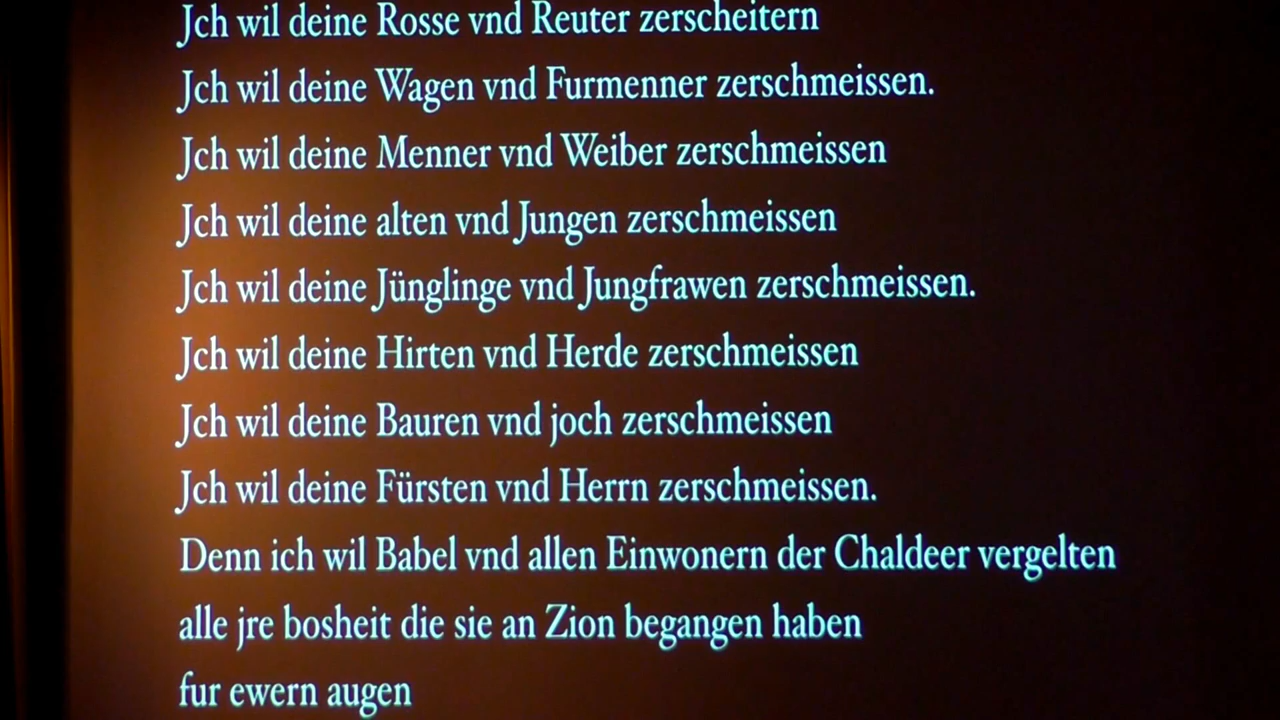 Jch wil deine Rosse vnd Reuter zerscheitern
Jch wil deine Wagen vnd Furmenner zerschmeissen.
Jch wil deine Menner vnd Weiber zerschmeissen
Jch wil deine alten vnd Jungen zerschmeissen
Jch wil deine Jünglinge vnd Jungfrawen zerschmeissen.
Jch wil deine Hirten vnd Herde zerschmeissen
Jch wil deine Bauren vnd joch zerschmeissen
Jch wil deine Fürsten vnd Herrn zerschmeissen.
Denn ich wil Babel vnd allen Einwonern der Chaldeer vergelten
alle jre bosheit die sie an Zion begangen haben
fur ewern augen